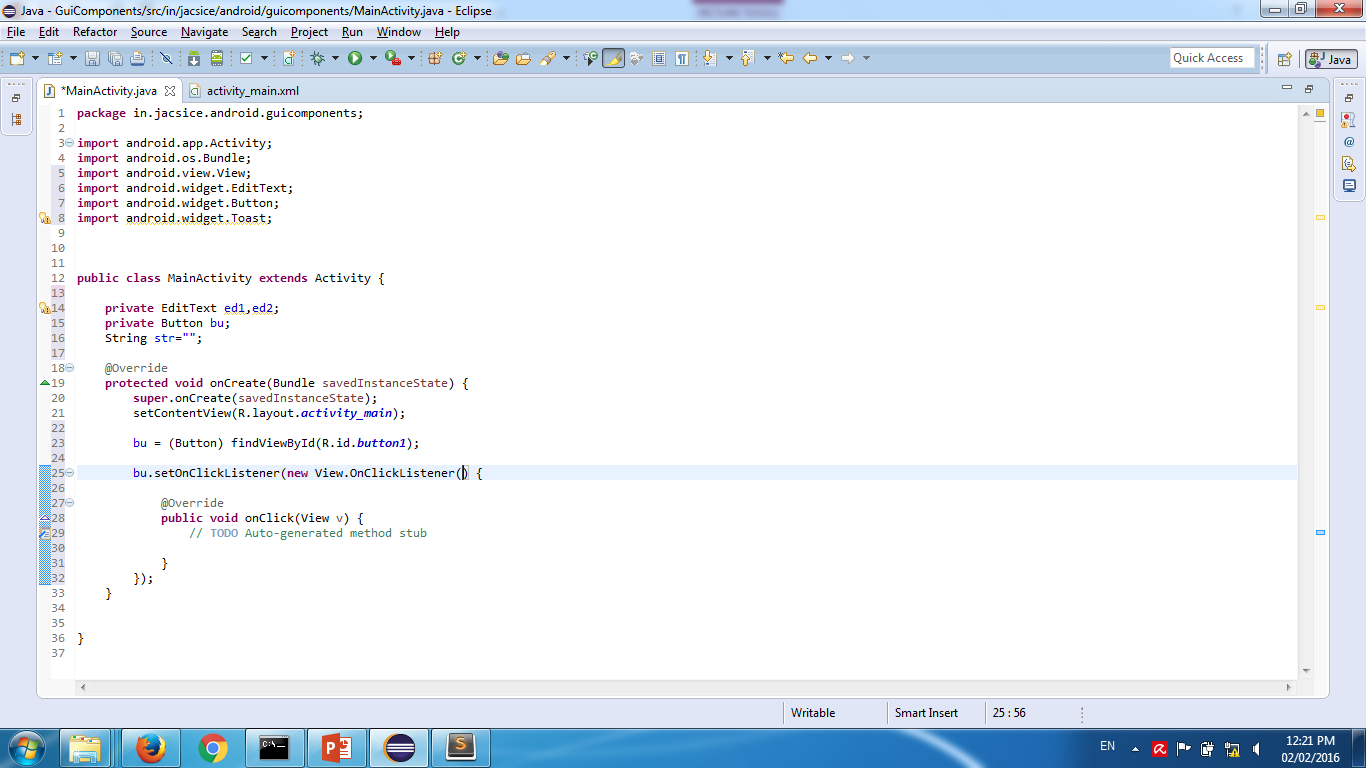 Java - GuiComponents/src/in/jacsice/android/guicomponents/MainActivity.java - Eclipse
File Edit Refactor Source Navigate Search Project Run Window Help
Quick Access
Java
*MainActivity.java
activity_main.xml
1 package in.jacsice.android.guicomponents;
2
3 import android.app.Activity;
4 import android.os.Bundle;
5 import android.view.View;
6 import android.widget.EditText;
7 import android.widget.Button;
8 import android.widget.Toast;
9
10
11
12 public class MainActivity extends Activity {
13
14 private EditText ed1,ed2;
15 private Button bu;
16 String str="";
17
18 @Override
19 protected void onCreate(Bundle savedInstanceState) {
20 super.onCreate(savedInstanceState);
21 setContentView(R.layout.activity_main);
22
23 bu = (Button) findViewById(R.id.button1);
24
25 bu.setOnClickListener(new View.OnClickListener() {
26
27 @Override
28 public void onClick(View v) {
29 // TODO Auto-generated method stub
30
31 }
32 });
33 }
34
35
36 }
37
Writable
Smart Insert
25 : 56
EN
12:21 PM
02/02/2016